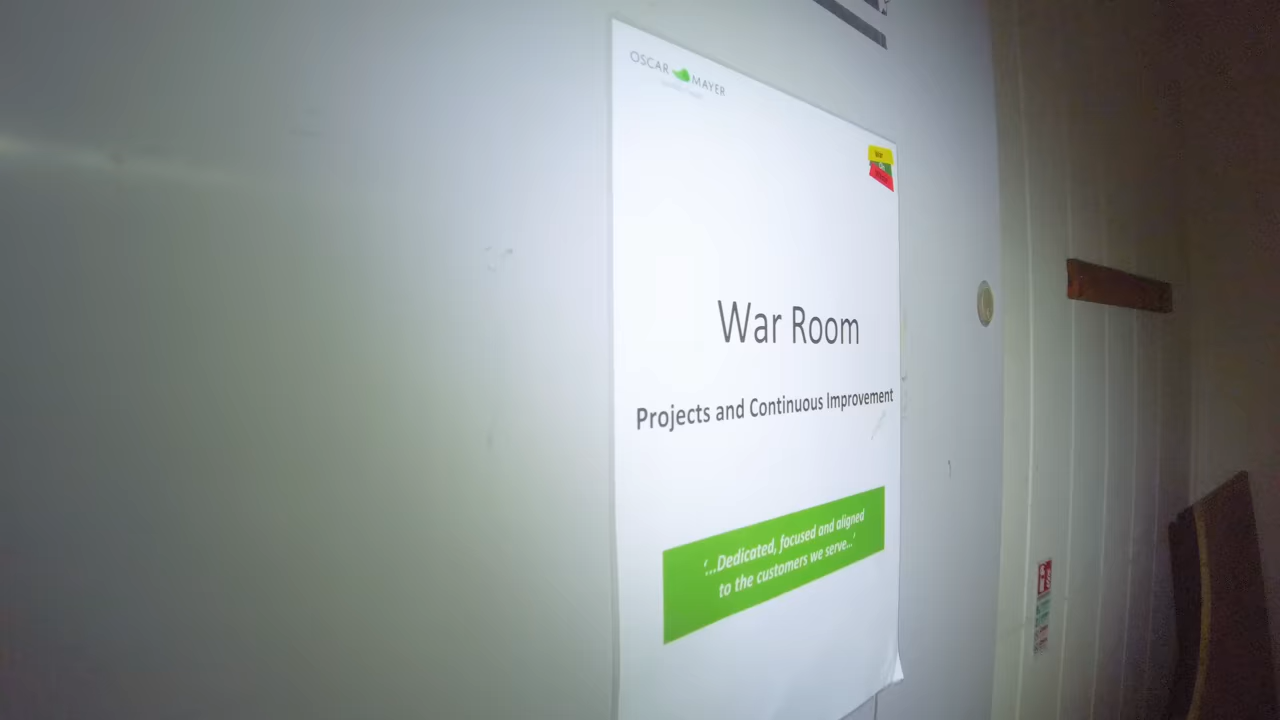 OSCAR MAYER
War Room
Projects and Continuous Improvement
‘...Dedicated, focused and aligned
to the customers we serve...’